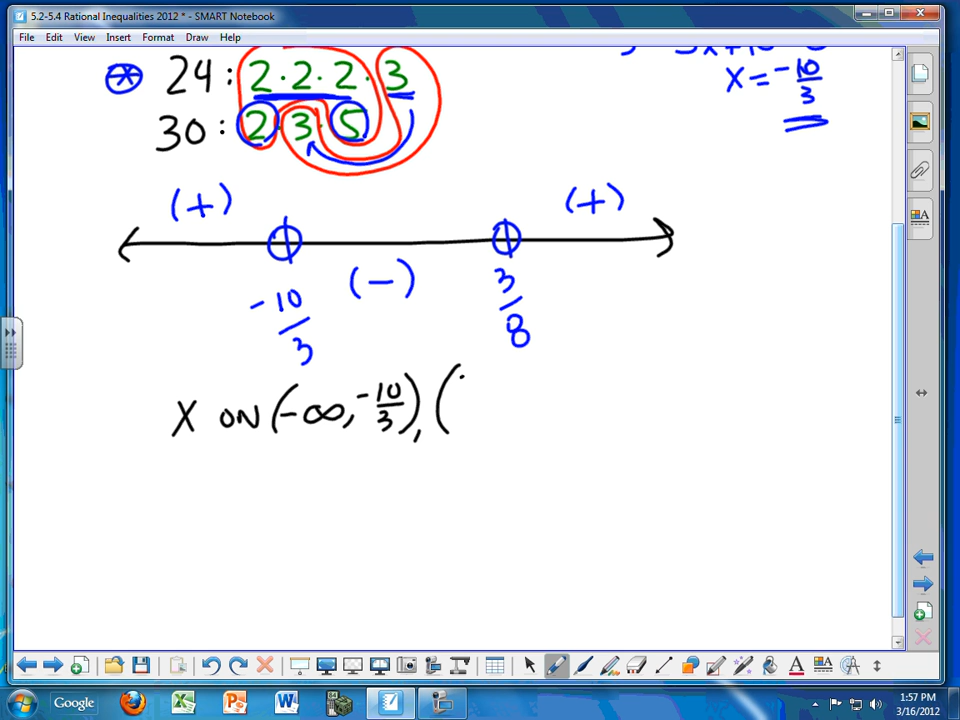 5.2-5.4 Rational Inequalities 2012 * - SMART Notebook
File Edit View Insert Format Draw Help
24 : 2 · 2 · 2 · 3
30 : 2 · 3 · 5
x = -10/3
(+) (+)
(-)
-10/3 3/8
X ON (-∞, -10/3), (
Google
1:57 PM
3/16/2012